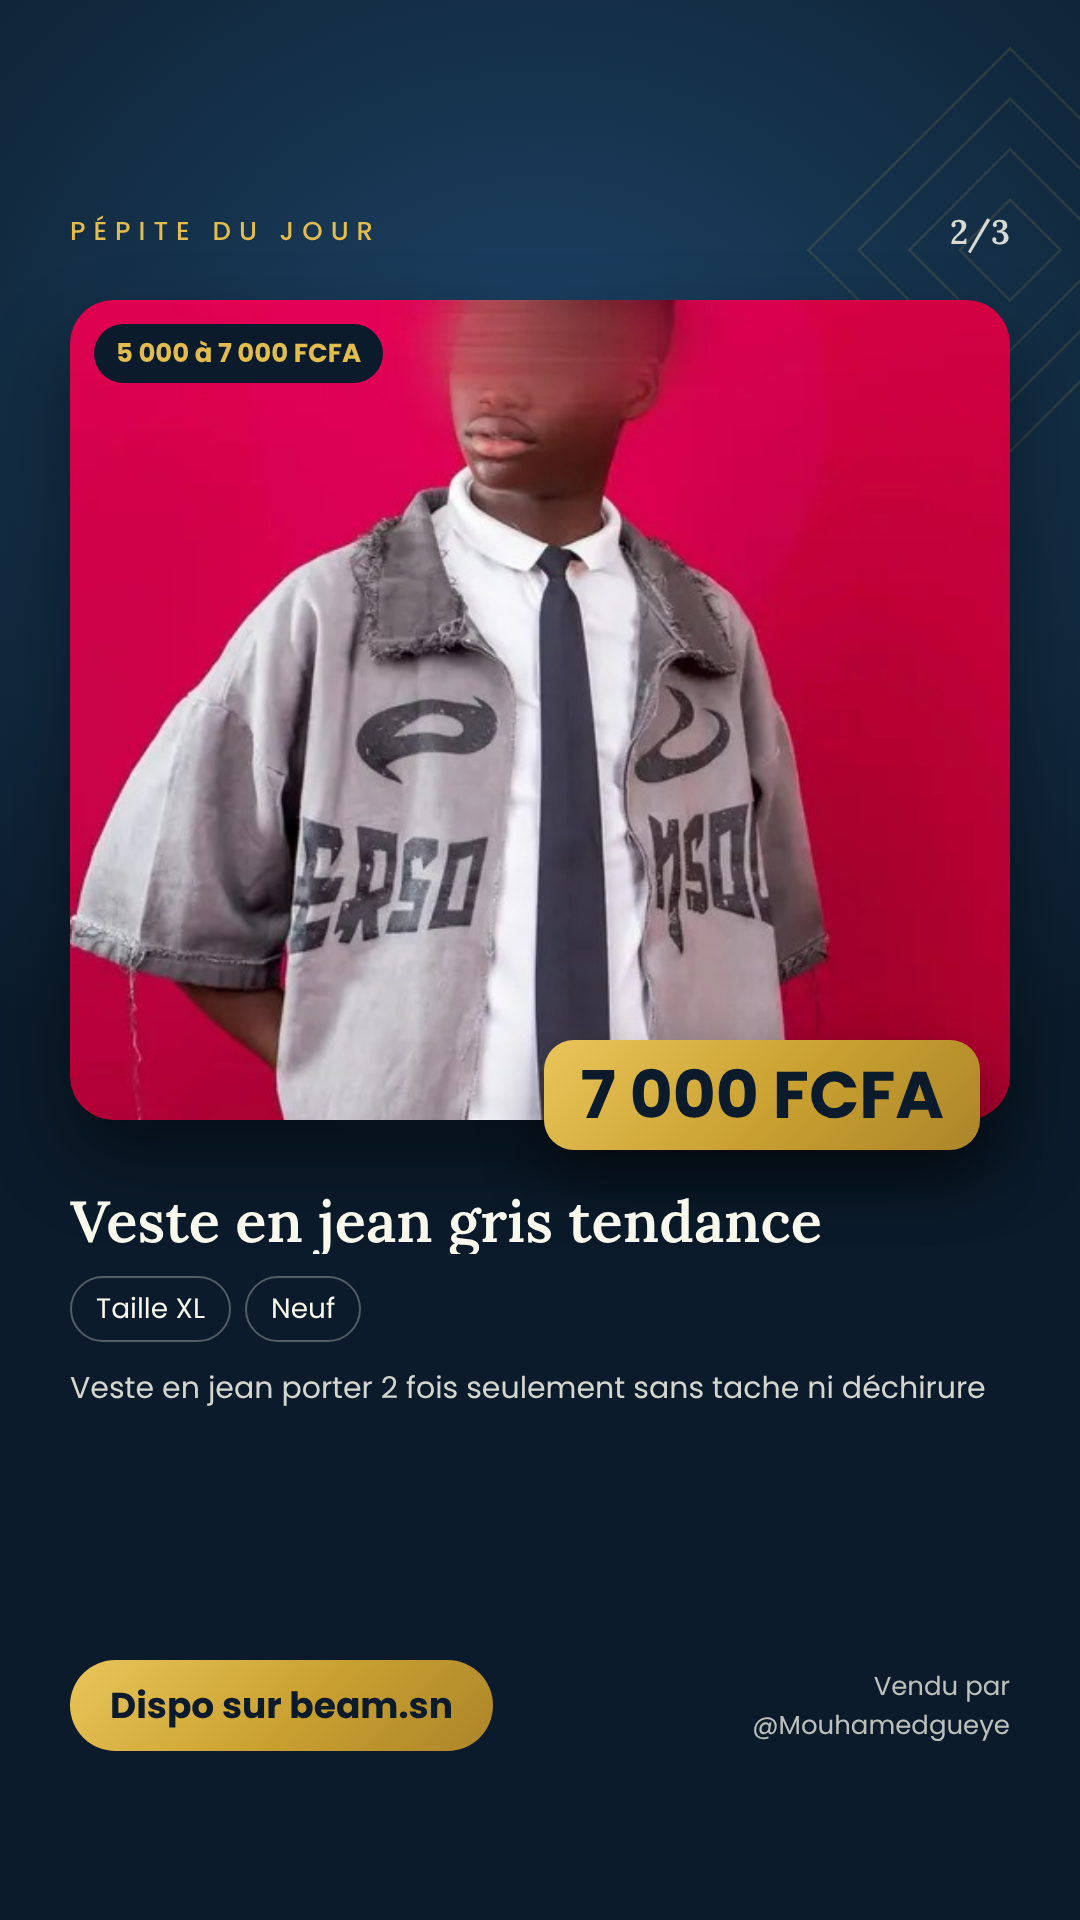 PÉPITE DU JOUR
2/3
5 000 à 7 000 FCFA
ERSO
NSOU
7 000 FCFA
Veste en jean gris tendance
Taille XL
Neuf
Veste en jean porter 2 fois seulement sans tache ni déchirure
Dispo sur beam.sn
Vendu par
@Mouhamedgueye